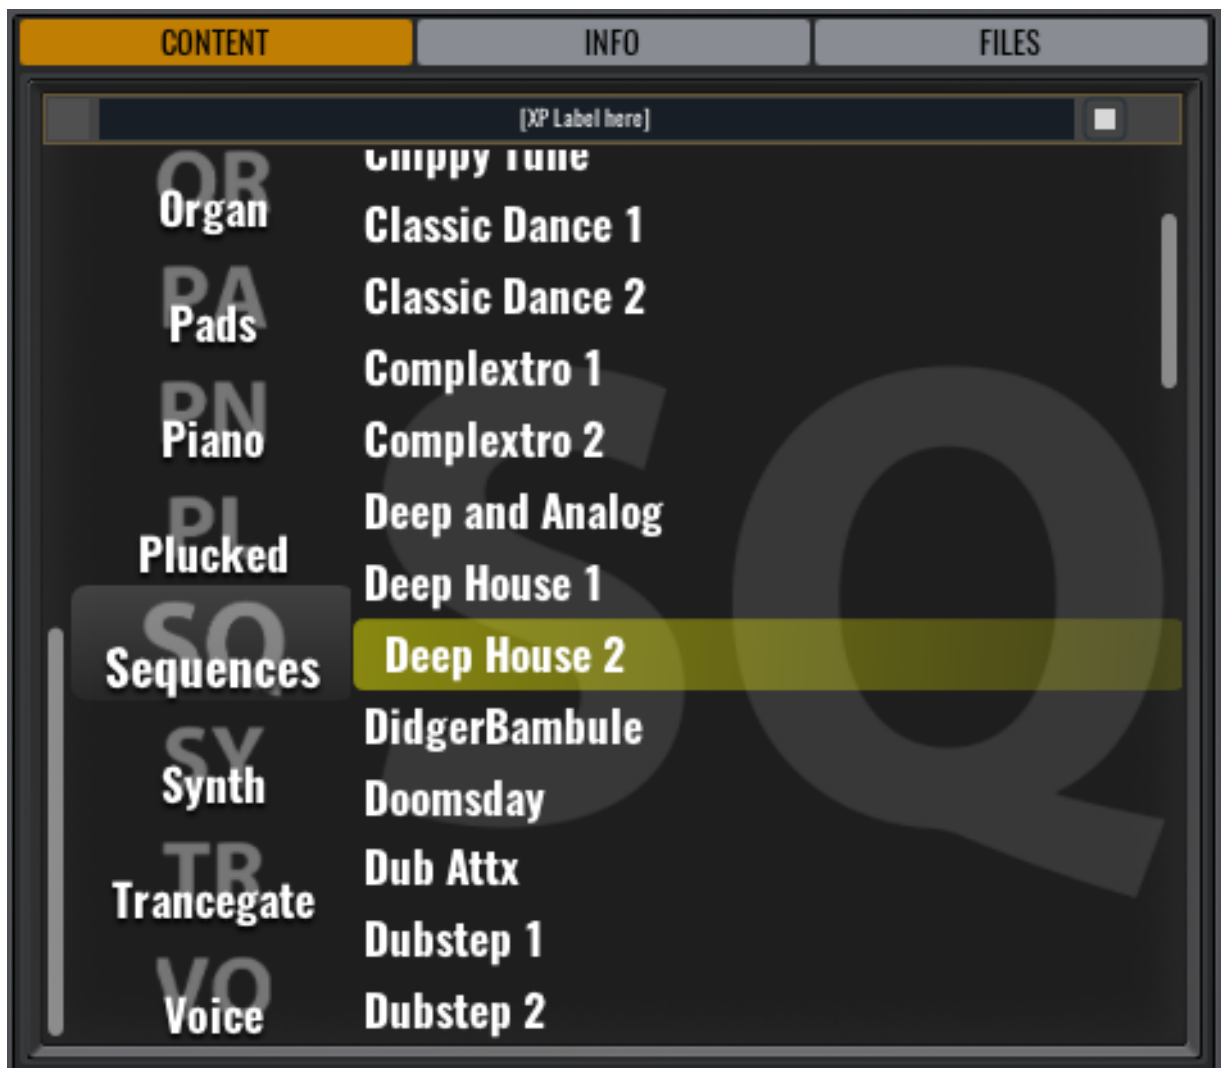 CONTENT INFO FILES
[XP Label here]
OR
Organ
PA
Pads
PN
Piano
PL
Plucked
SQ
Sequences
SY
Synth
TR
Trancegate
VO
Voice
Chippy Tune
Classic Dance 1
Classic Dance 2
Complextro 1
Complextro 2
Deep and Analog
Deep House 1
Deep House 2
DidgerBambule
Doomsday
Dub Attx
Dubstep 1
Dubstep 2
SQ